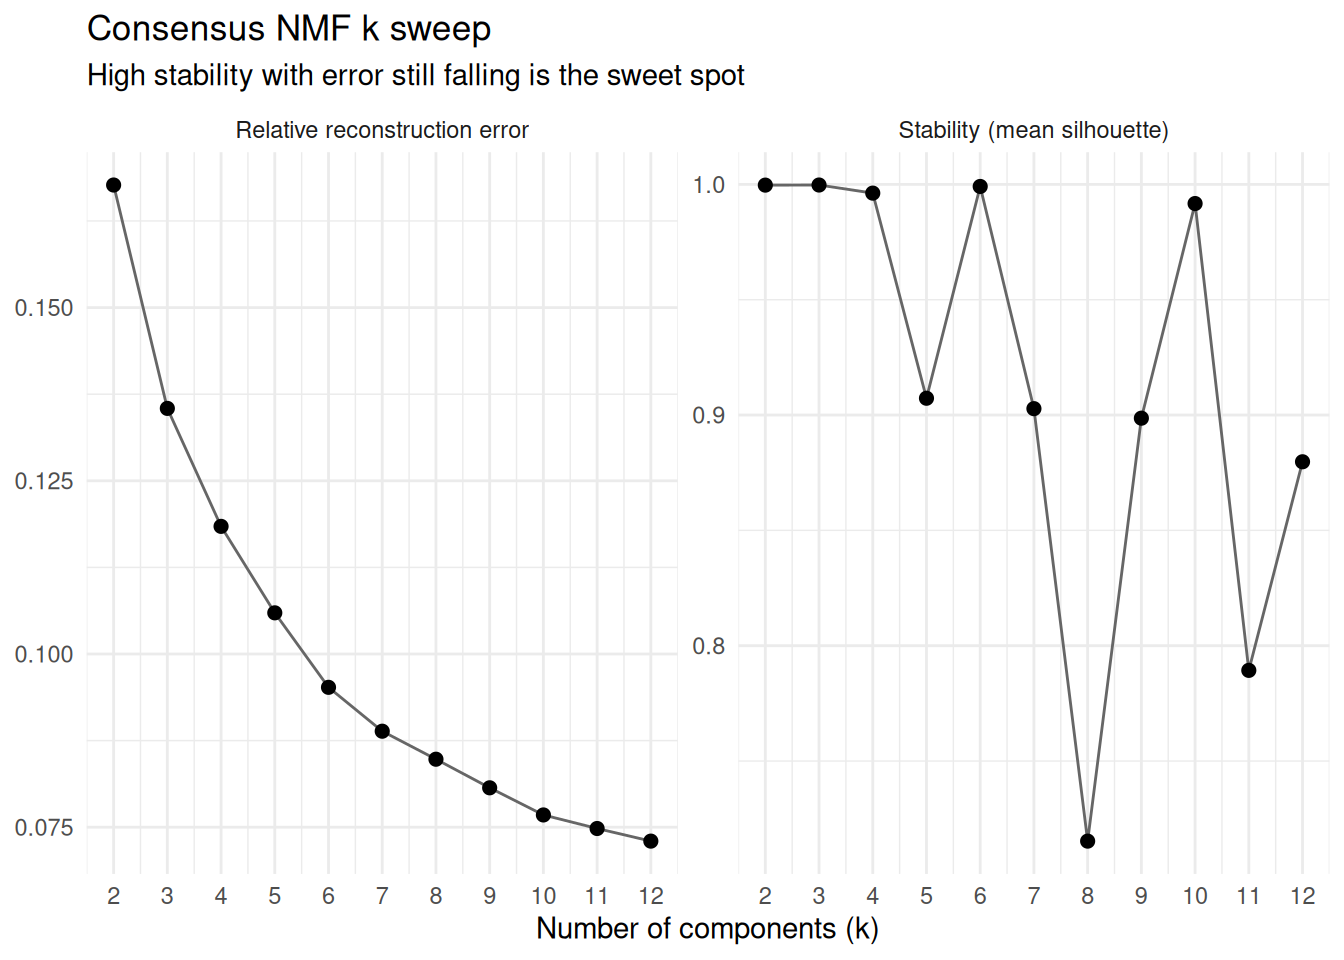 Consensus NMF k sweep
High stability with error still falling is the sweet spot
Relative reconstruction error
0.150
0.125
0.100
0.075
2 3 4 5 6 7 8 9 10 11 12
Stability (mean silhouette)
1.0
0.9
0.8
2 3 4 5 6 7 8 9 10 11 12
Number of components (k)